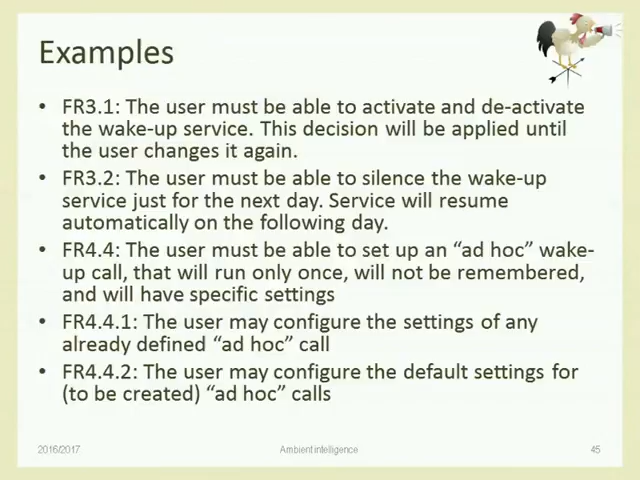 Examples
• FR3.1: The user must be able to activate and de-activate
the wake-up service. This decision will be applied until
the user changes it again.
• FR3.2: The user must be able to silence the wake-up
service just for the next day. Service will resume
automatically on the following day.
• FR4.4: The user must be able to set up an “ad hoc” wake-
up call, that will run only once, will not be remembered,
and will have specific settings
• FR4.4.1: The user may configure the settings of any
already defined “ad hoc” call
• FR4.4.2: The user may configure the default settings for
(to be created) “ad hoc” calls
2016/2017
Ambient intelligence
45